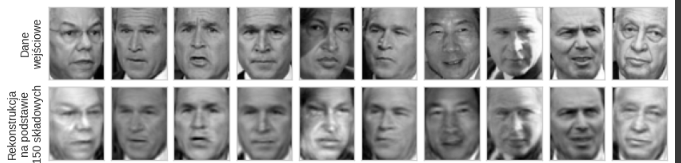 Dane
wejściowe
Rekonstrukcja
na podstawie
150 składowych